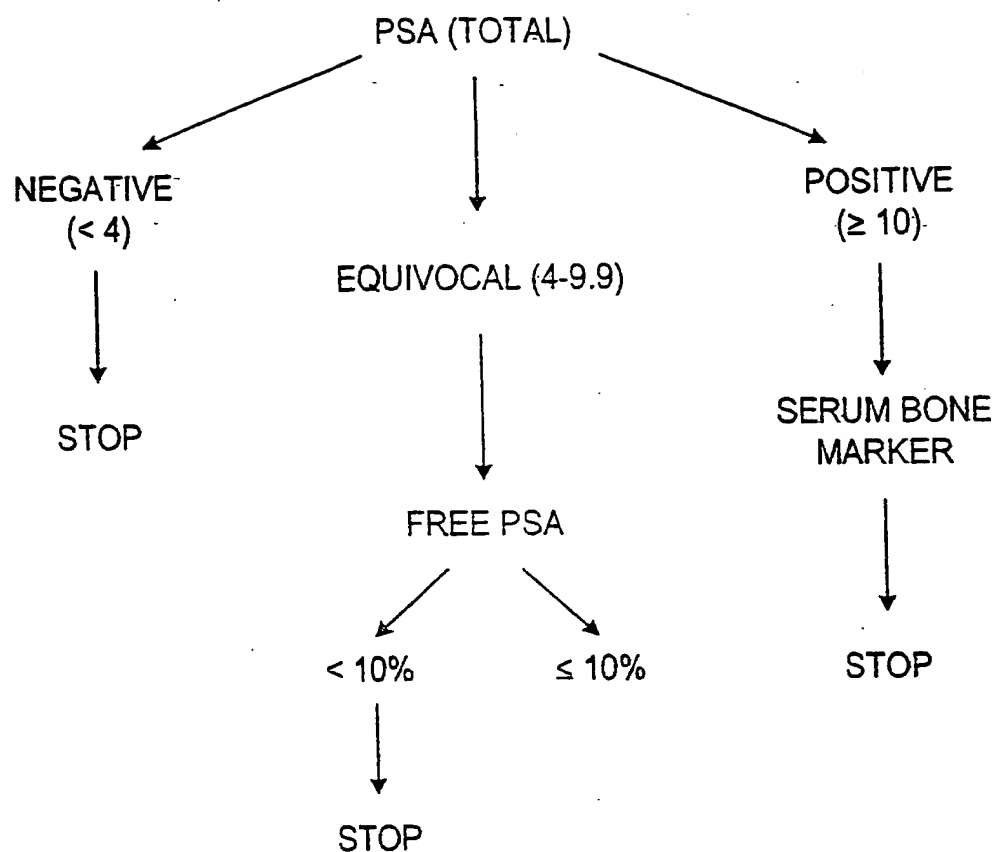 PSA (TOTAL)
NEGATIVE
(< 4)
POSITIVE
(≥ 10)
EQUIVOCAL (4-9.9)
STOP
SERUM BONE
MARKER
FREE PSA
< 10%
≤ 10%
STOP
STOP